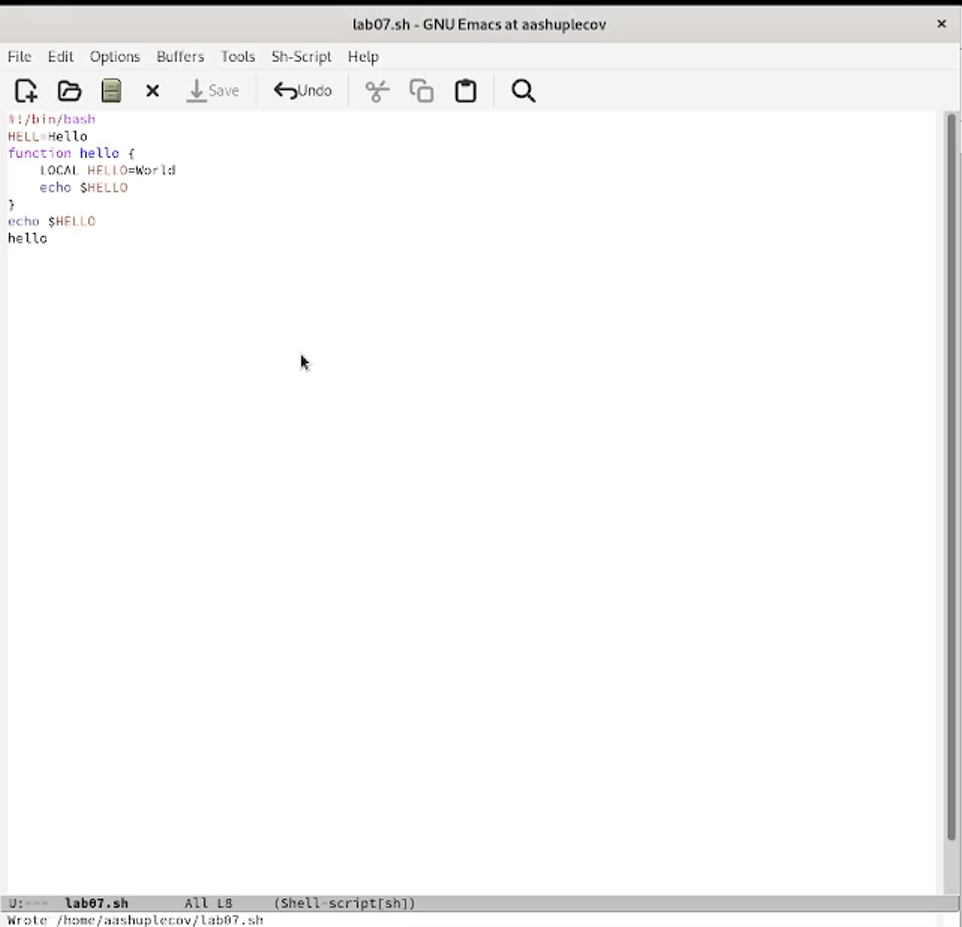 lab07.sh - GNU Emacs at aashuplecov
File Edit Options Buffers Tools Sh-Script Help
Save Undo
#!/bin/bash
HELL=Hello
function hello {
    LOCAL HELLO=World
    echo $HELLO
}
echo $HELLO
hello
U:--- lab07.sh All L8 (Shell-script[sh])
Wrote /home/aashuplecov/lab07.sh